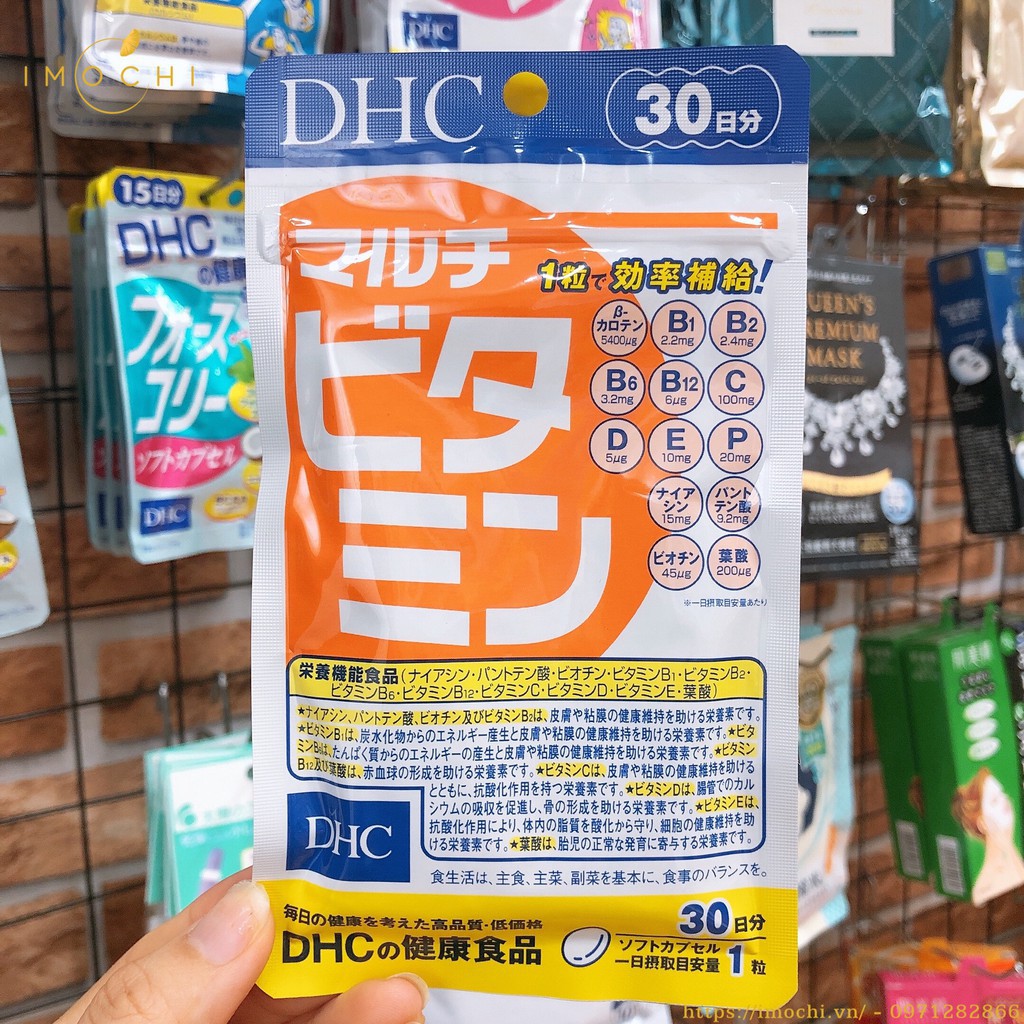 IMOCHI
DHC
30日分
マルチ
ビタ
ミン
1粒で効率補給!
β-カロテン
5400μg
B1
2.2mg
B2
2.4mg
B6
3.2mg
B12
6μg
C
100mg
D
5μg
E
10mg
P
20mg
ナイアシン
15mg
パントテン酸
9.2mg
ビオチン
45μg
葉酸
200μg
※一日摂取目安量あたり
栄養機能食品(ナイアシン・パントテン酸・ビオチン・ビタミンB1・ビタミンB2・
ビタミンB6・ビタミンB12・ビタミンC・ビタミンD・ビタミンE・葉酸)
★ナイアシン、パントテン酸、ビオチン及びビタミンB2は、皮膚や粘膜の健康維持を助ける栄養素です。
★ビタミンB1は、炭水化物からのエネルギー産生と皮膚や粘膜の健康維持を助ける栄養素です。★ビタ
ミンB6は、たんぱく質からのエネルギーの産生と皮膚や粘膜の健康維持を助ける栄養素です。★ビタミン
B12及び葉酸は、赤血球の形成を助ける栄養素です。★ビタミンCは、皮膚や粘膜の健康維持を助ける
とともに、抗酸化作用を持つ栄養素です。★ビタミンDは、腸管でのカル
シウムの吸収を促進し、骨の形成を助ける栄養素です。★ビタミンEは、
抗酸化作用により、体内の脂質を酸化から守り、細胞の健康維持を助
ける栄養素です。★葉酸は、胎児の正常な発育に寄与する栄養素です。
DHC
食生活は、主食、主菜、副菜を基本に、食事のバランスを。
毎日の健康を考えた高品質・低価格
DHCの健康食品
30日分
ソフトカプセル
一日摂取目安量 1粒
15日分
DHC
の健康
フォース
コリー
ソフトカプセル
DHC
QUEEN'S
PREMIUM
MASK
https://imochi.vn/ - 0971282866